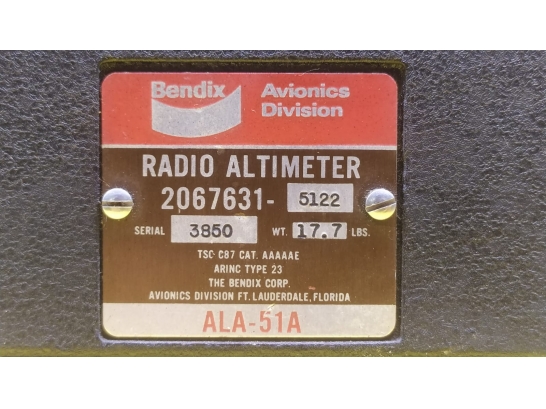 Bendix Avionics
Division
RADIO ALTIMETER
2067631- 5122
SERIAL 3850 WT. 17.7 LBS.
TSC C87 CAT. AAAAAE
ARINC TYPE 23
THE BENDIX CORP.
AVIONICS DIVISION FT. LAUDERDALE, FLORIDA
ALA-51A